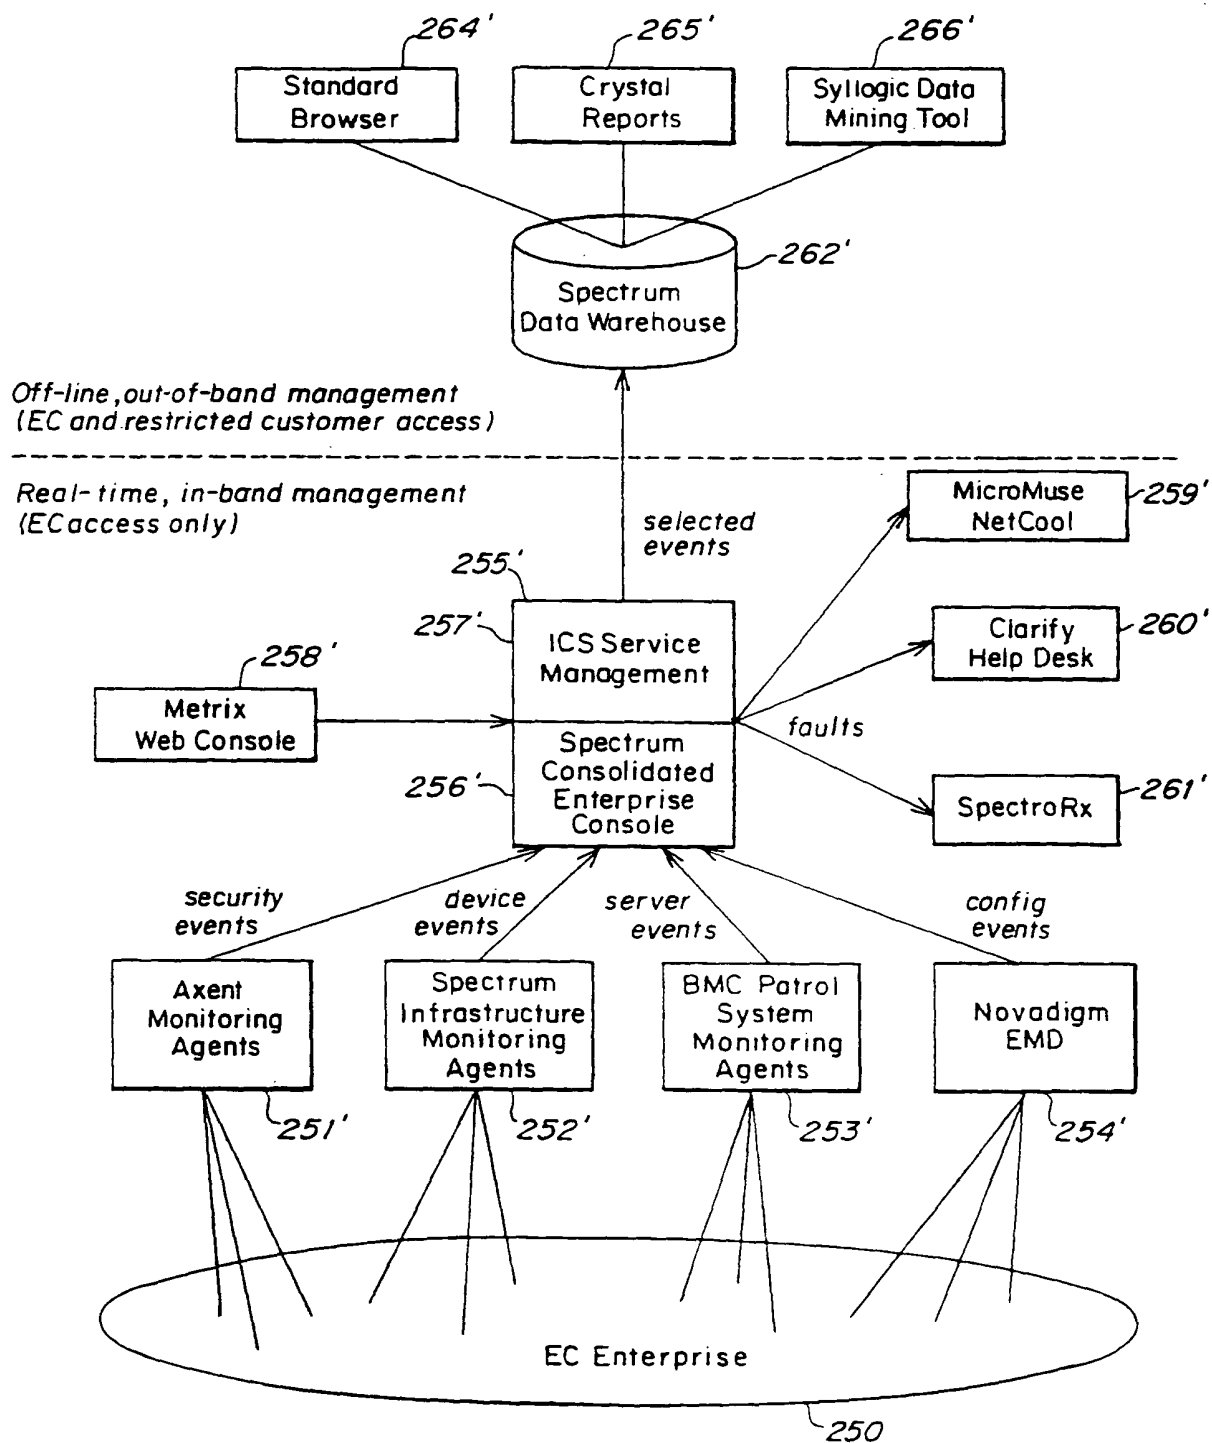 264'
265'
266'
Standard
Browser
Crystal
Reports
Syllogic Data
Mining Tool
262'
Spectrum
Data Warehouse
Off-line, out-of-band management
(EC and restricted customer access)
Real-time, in-band management
(EC access only)
selected
events
MicroMuse
NetCool
259'
255'
257'
ICS Service
Management
Clarify
Help Desk
260'
258'
Metrix
Web Console
faults
256'
Spectrum
Consolidated
Enterprise
Console
SpectroRx
261'
security
events
device
events
server
events
config
events
Axent
Monitoring
Agents
Spectrum
Infrastructure
Monitoring
Agents
BMC Patrol
System
Monitoring
Agents
Novadigm
EMD
251'
252'
253'
254'
EC Enterprise
250